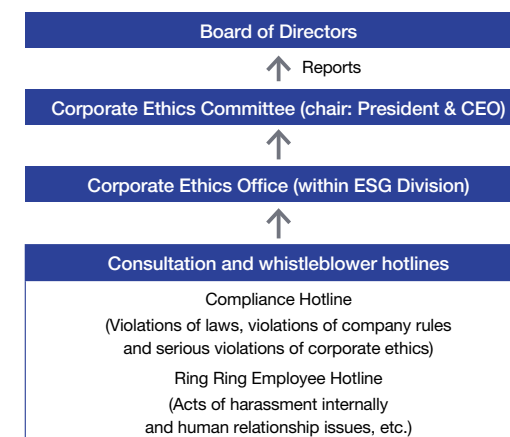 Board of Directors
Reports
Corporate Ethics Committee (chair: President & CEO)
Corporate Ethics Office (within ESG Division)
Consultation and whistleblower hotlines
Compliance Hotline
(Violations of laws, violations of company rules
and serious violations of corporate ethics)
Ring Ring Employee Hotline
(Acts of harassment internally
and human relationship issues, etc.)